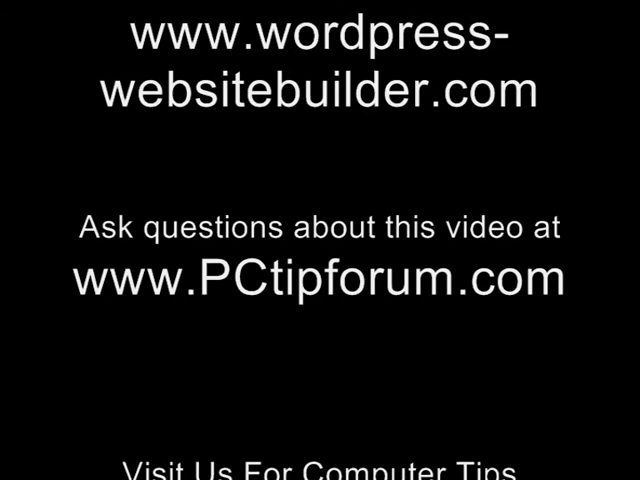 www.wordpress-
websitebuilder.com
Ask questions about this video at
www.PCtipforum.com
Visit Us For Computer Tips